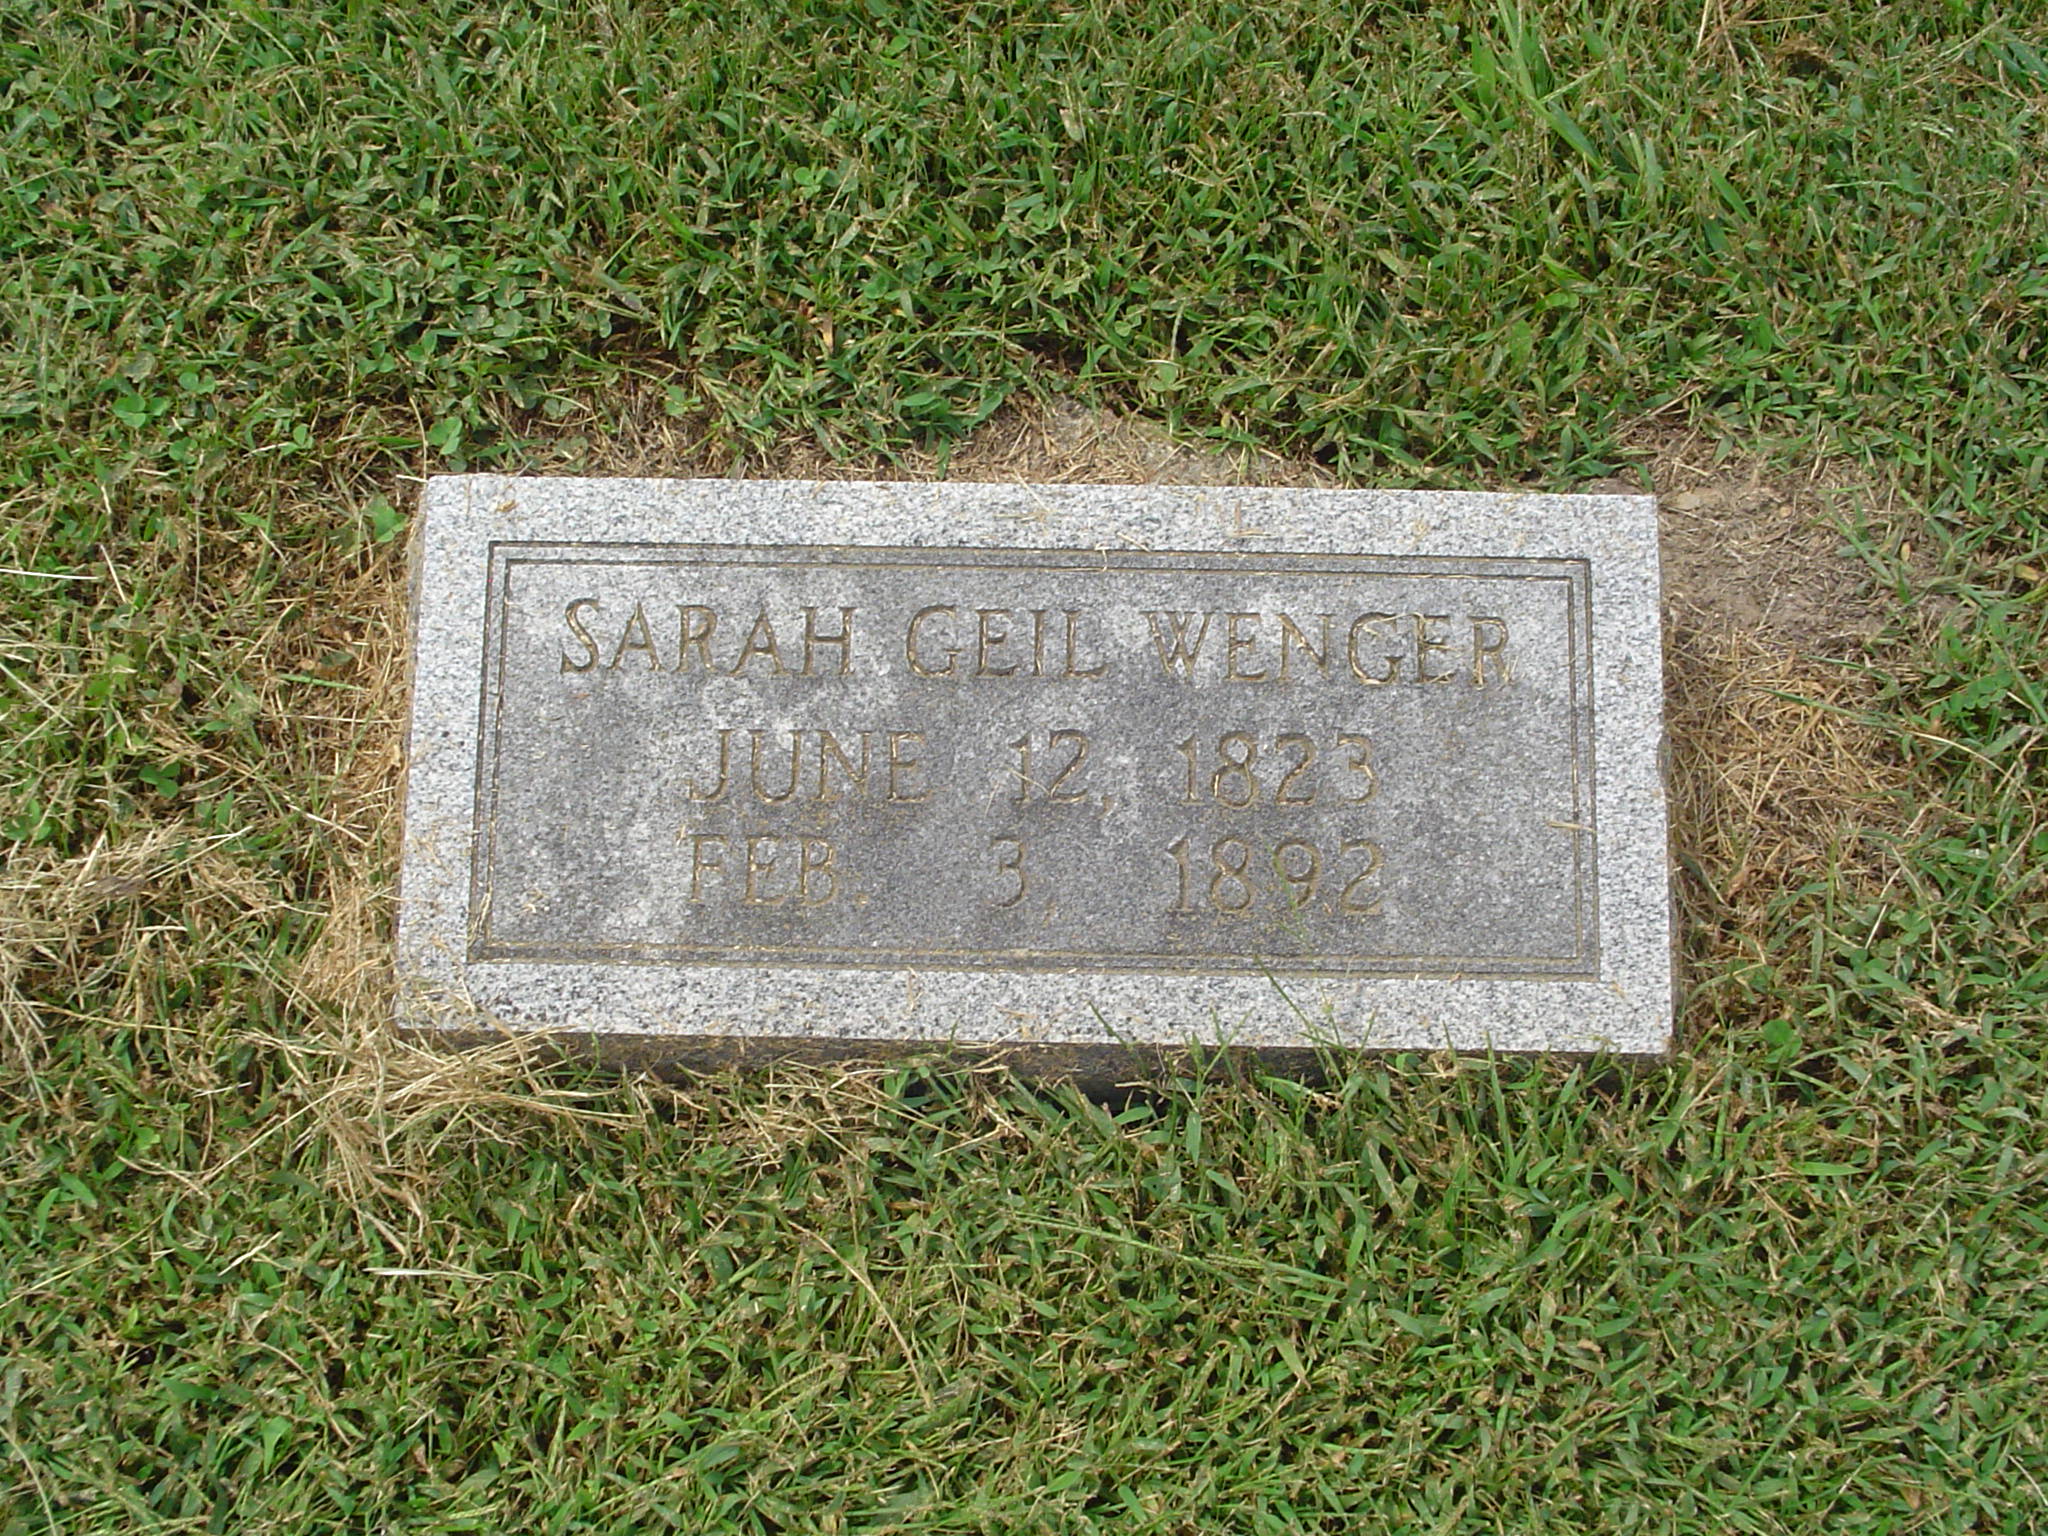 SARAH GEIL WENGER
JUNE 12, 1823
FEB. 3, 1892